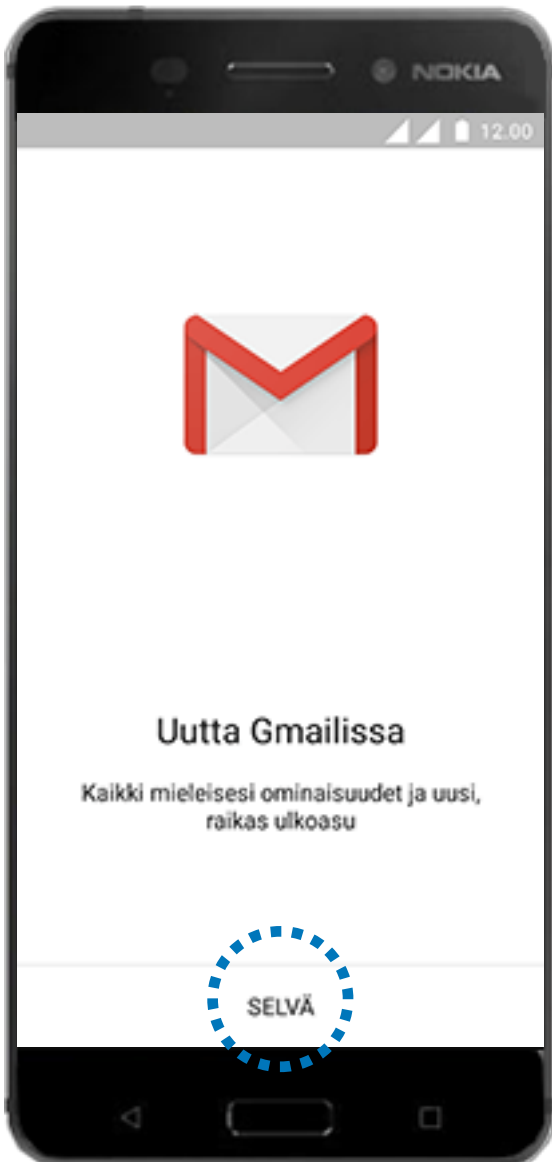 NOKIA
12.00
Uutta Gmailissa
Kaikki mieleisesi ominaisuudet ja uusi,
raikas ulkoasu
SELVÄ